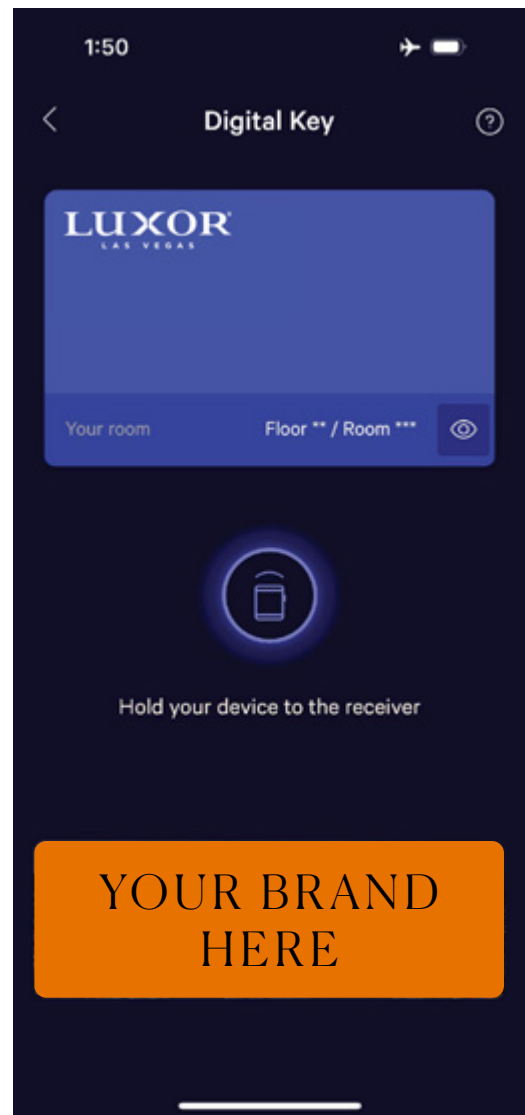 1:50
Digital Key
?
LUXOR
LAS VEGAS
Your room
Floor ** / Room ***
Hold your device to the receiver
YOUR BRAND
HERE